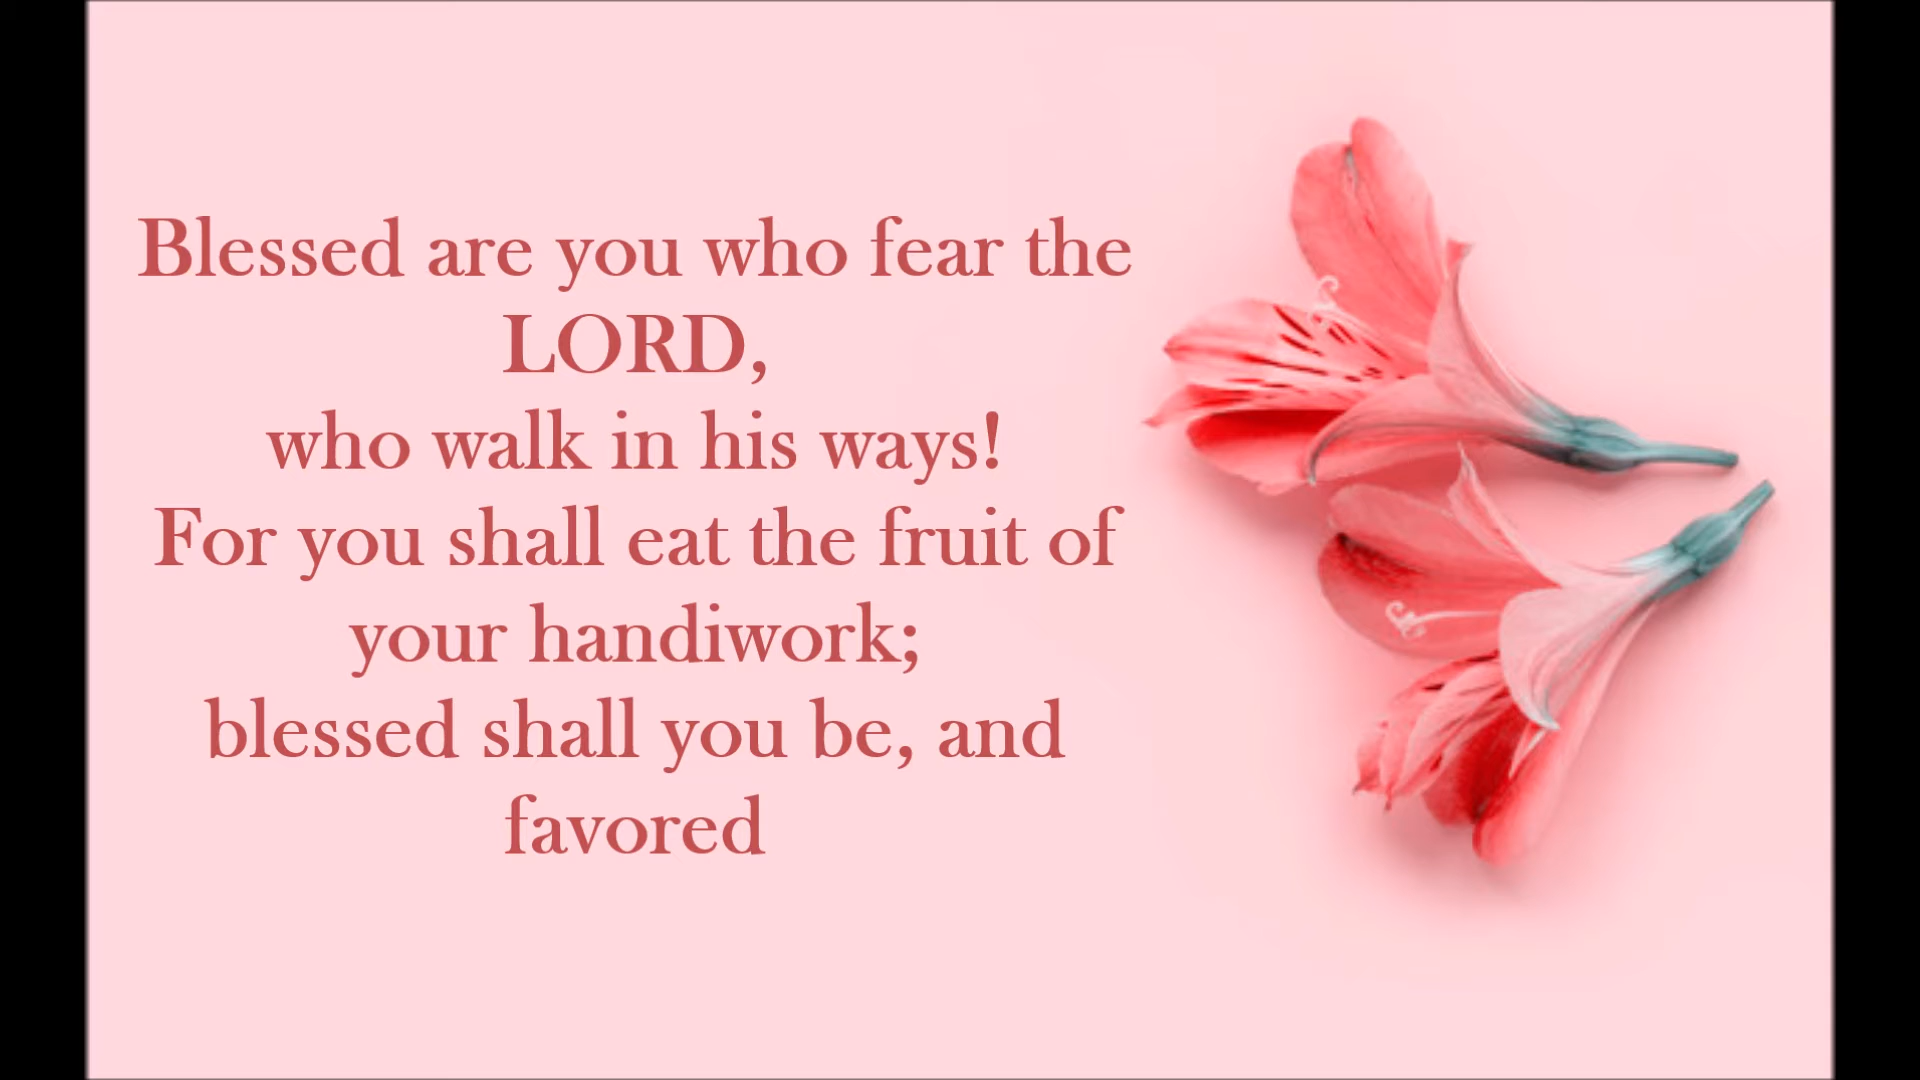 Blessed are you who fear the
LORD,
who walk in his ways!
For you shall eat the fruit of
your handiwork;
blessed shall you be, and
favored